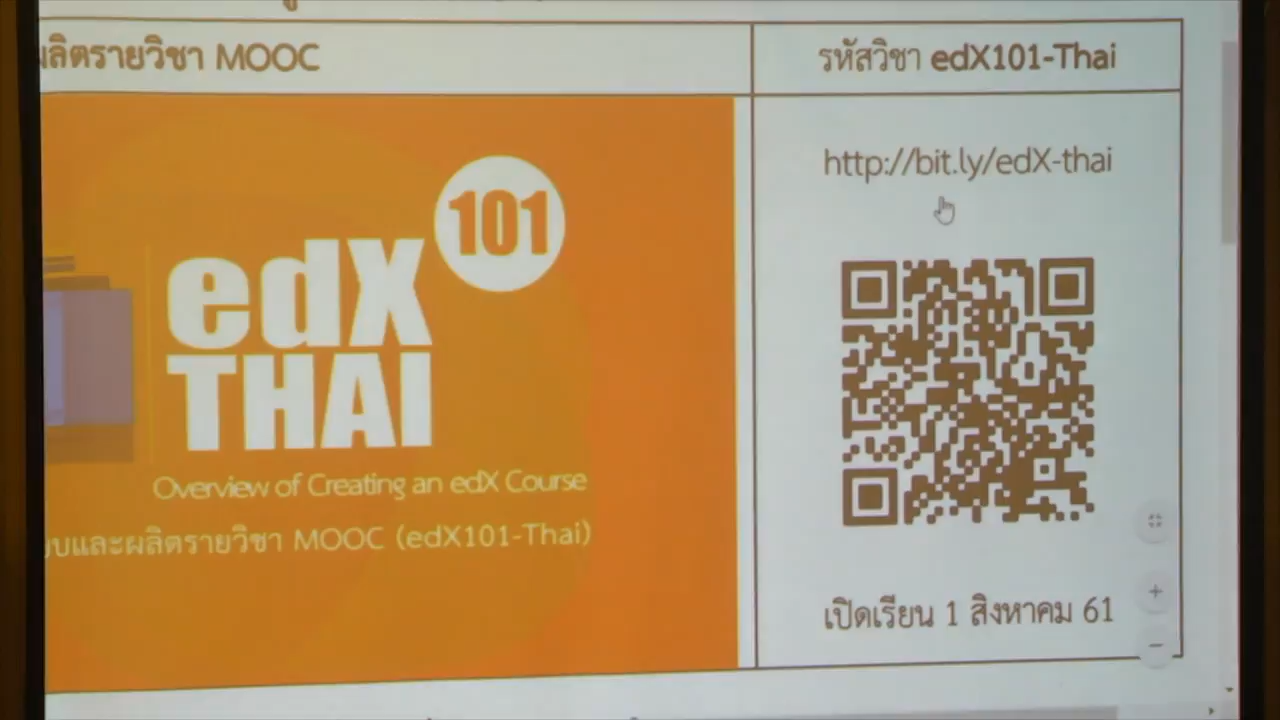 ผลิตรายวิชา MOOC
รหัสวิชา edX101-Thai
101
edX
THAI
Overview of Creating an edX Course
และผลิตรายวิชา MOOC (edX101-Thai)
http://bit.ly/edX-thai
เปิดเรียน 1 สิงหาคม 61